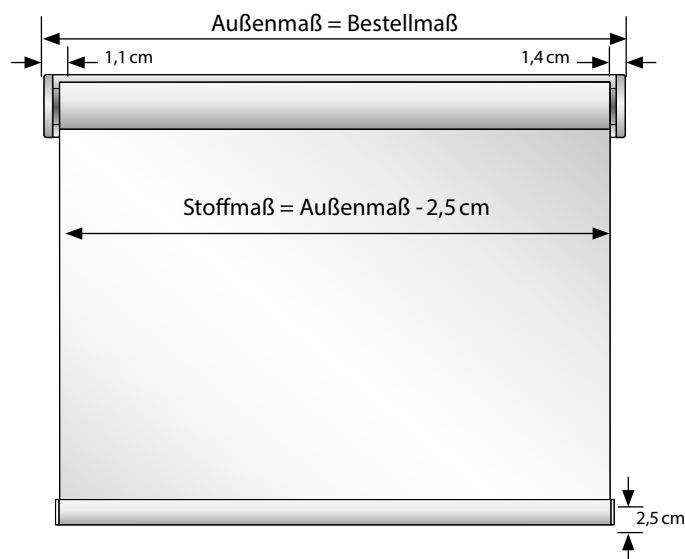 Außenmaß = Bestellmaß
1,1 cm
1,4 cm
Stoffmaß = Außenmaß - 2,5 cm
2,5 cm